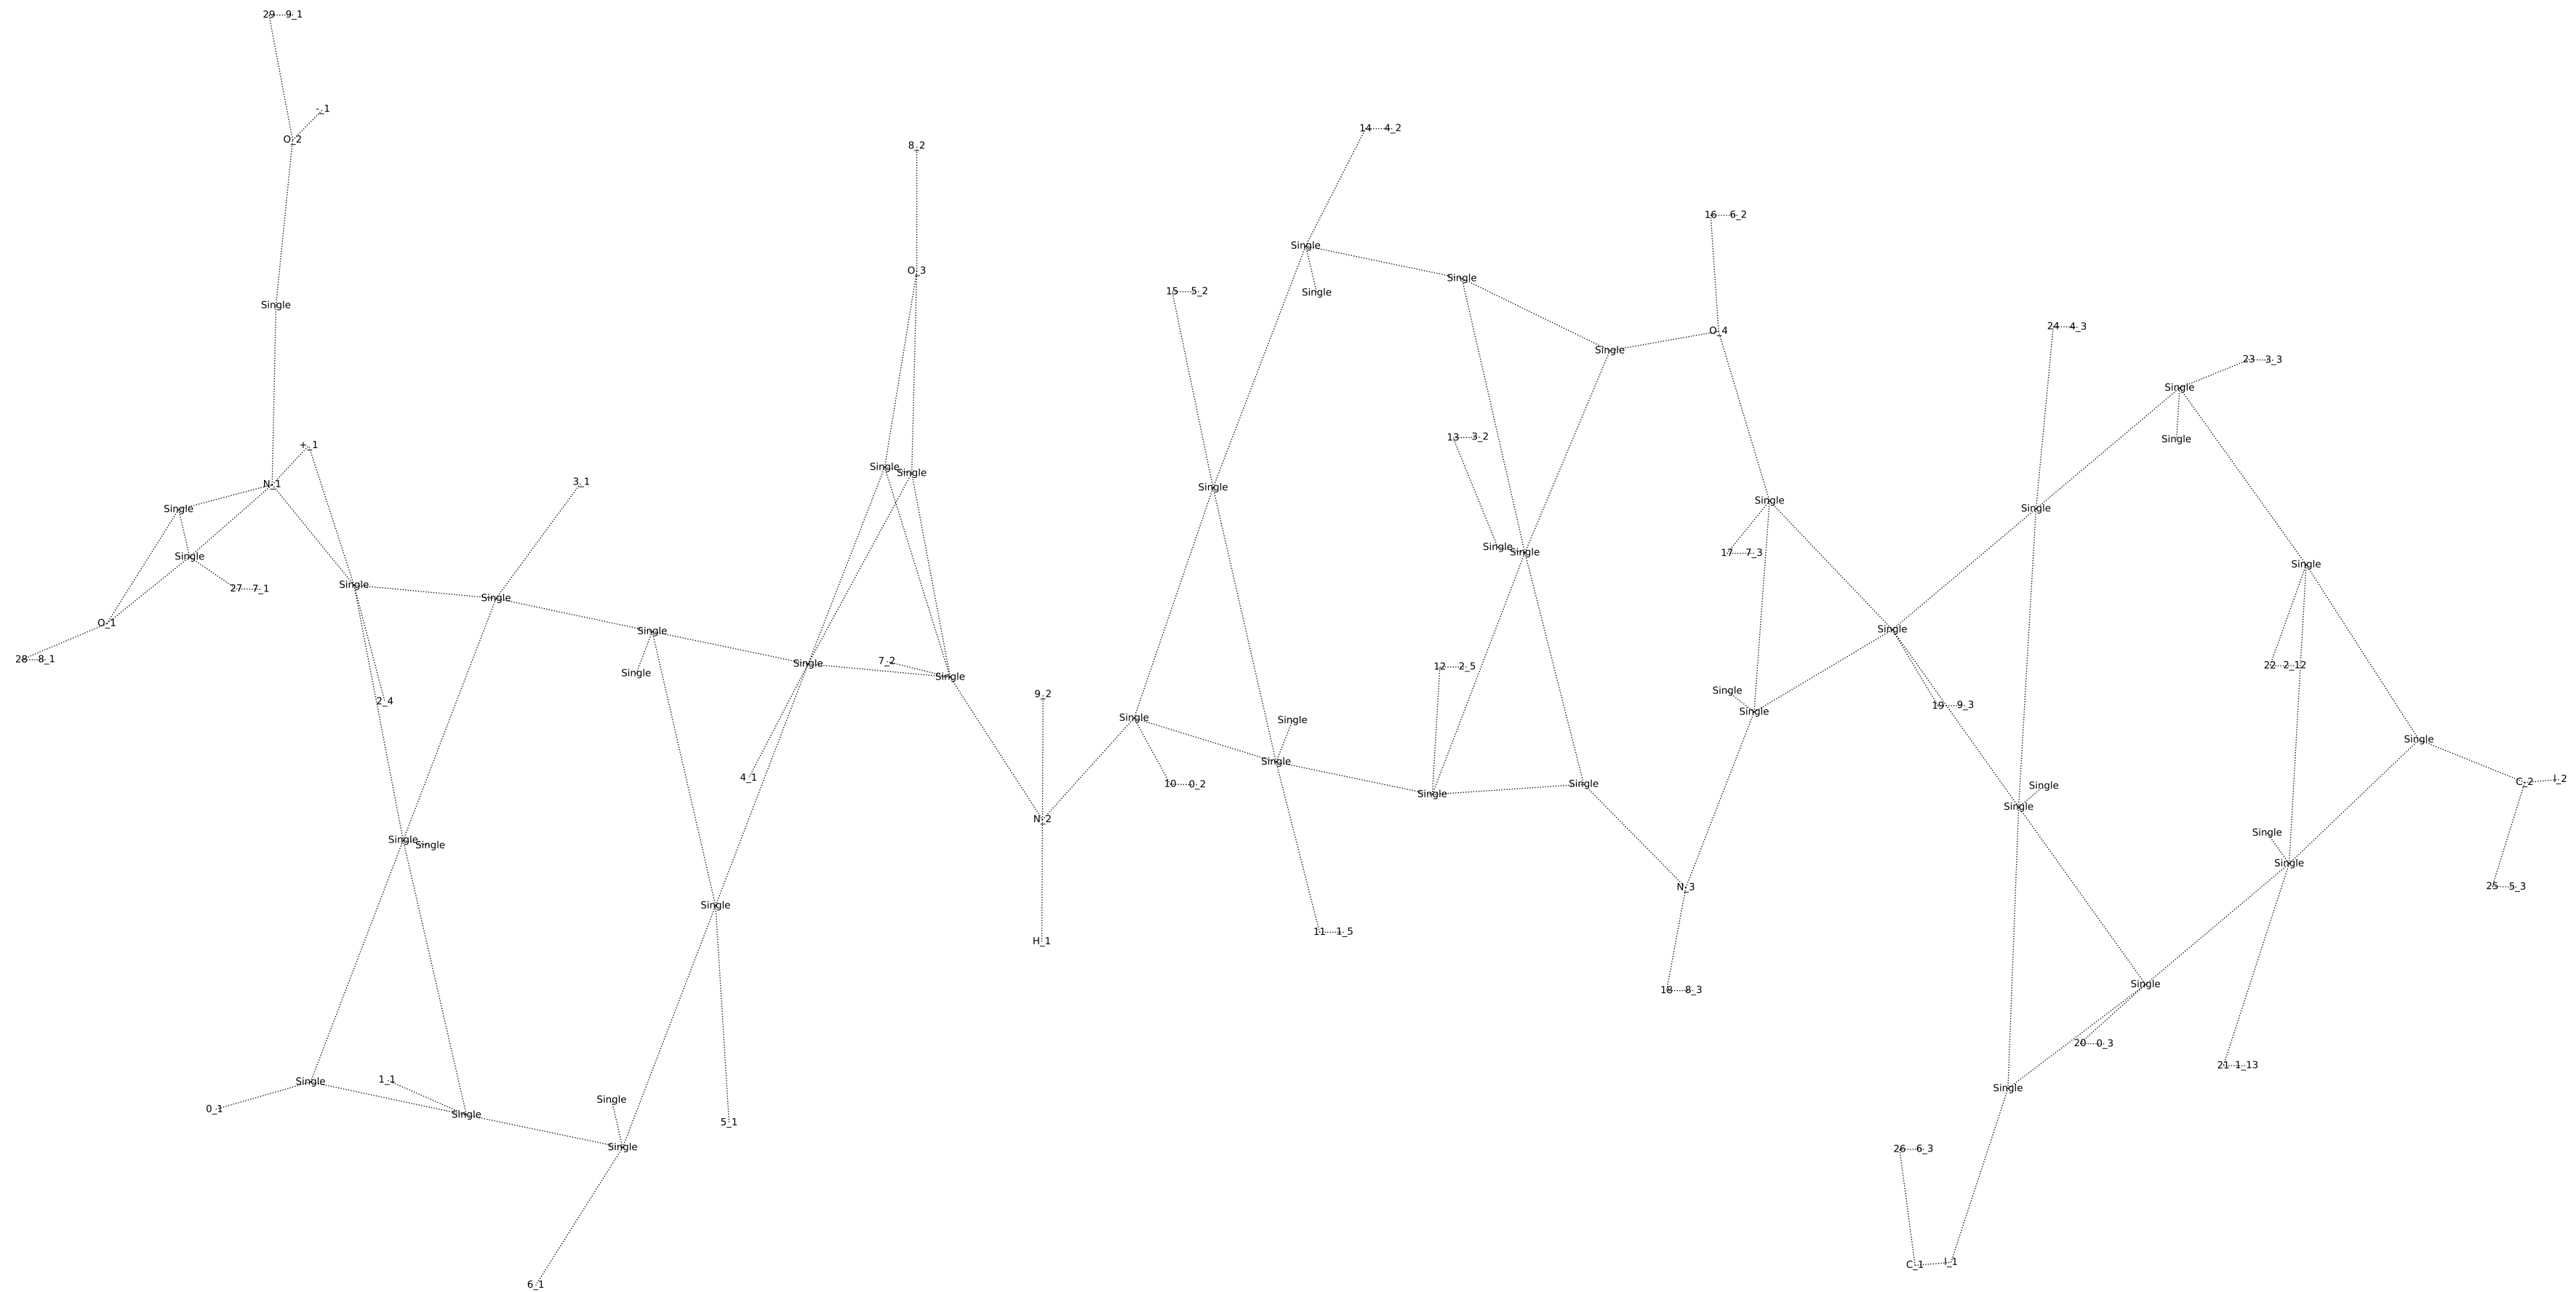 29 9_1
-_1
14 4_2
O_2
8_2
16 6_2
Single
Single
O_3
Single
15 5_2
Single
Single
24 4_3
O_4
Single
23 3_3
Single
13 3_2
Single
+_1
Single
Single
3_1
N_1
Single
Single
Single
Single
Single
Single
17 7_3
Single
Single
Single
27 7_1
Single
O_1
Single
Single
28 8_1
7_2
Single
22 2_12
12 2_5
Single
Single
Single
9_2
2_4
19 9_3
Single
Single
Single
Single
Single
4_1
I_2
C_2
10 0_2
Single
Single
Single
Single
N_2
Single
Single
Single
Single
25 5_3
N_3
Single
11 1_5
H_1
Single
18 8_3
20 0_3
21 1_13
1_1
Single
Single
Single
0_1
Single
5_1
Single
26 6_3
l_1
C_1
6_1